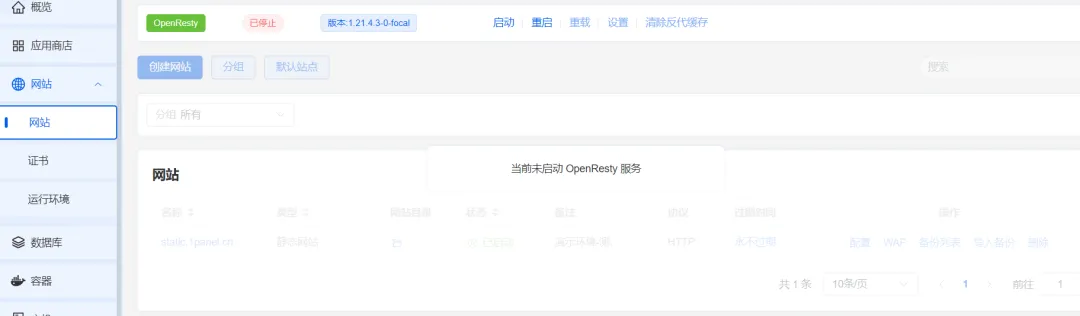 概览
OpenResty 已停止 版本:1.21.4.3-0-focal 启动 重启 重载 设置 清除反代缓存
应用商店
创建网站 分组 默认站点 搜索
网站
网站
分组 所有
证书
网站
当前未启动 OpenResty 服务
运行环境
名称 类型 网站目录 状态 备注 协议 过期时间 操作
数据库
static.1panel.cn 静态网站 已启动 HTTP 永不过期 配置 WAF 备份列表 导入备份 删除
容器
共 1 条 10条/页 1 前往 1